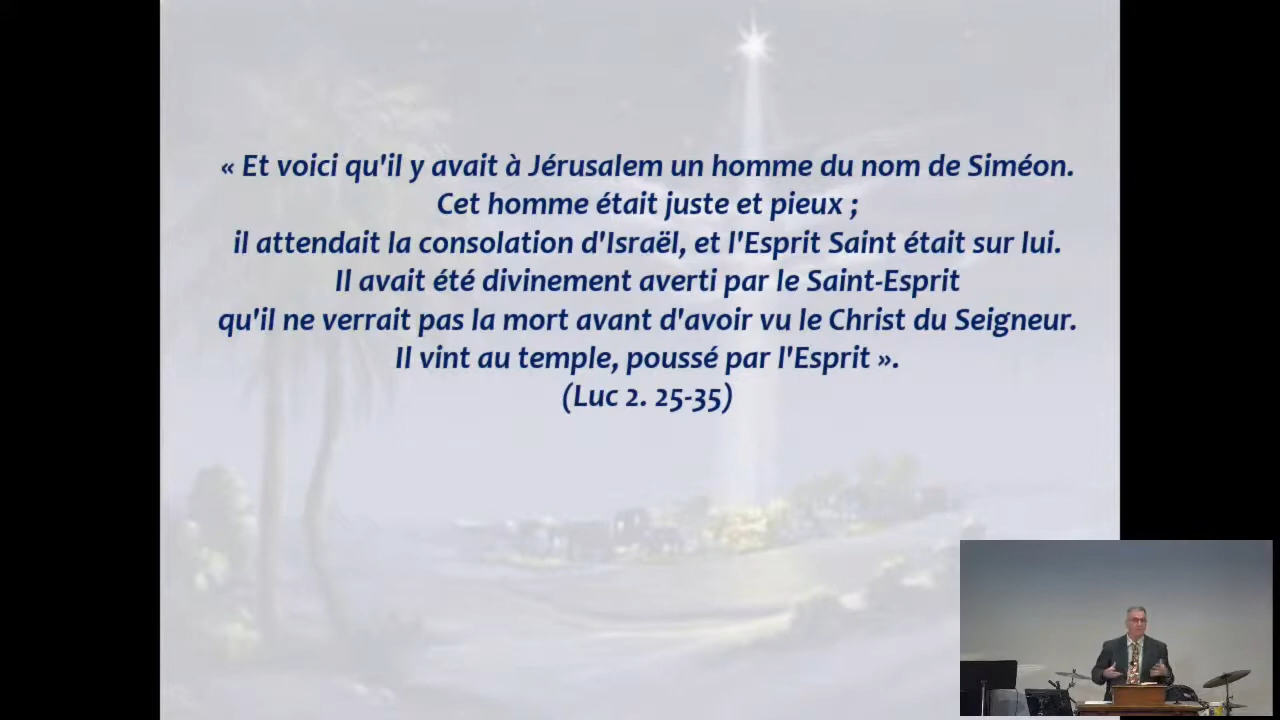 « Et voici qu'il y avait à Jérusalem un homme du nom de Siméon.
Cet homme était juste et pieux ;
il attendait la consolation d'Israël, et l'Esprit Saint était sur lui.
Il avait été divinement averti par le Saint-Esprit
qu'il ne verrait pas la mort avant d'avoir vu le Christ du Seigneur.
Il vint au temple, poussé par l'Esprit ».
(Luc 2. 25-35)